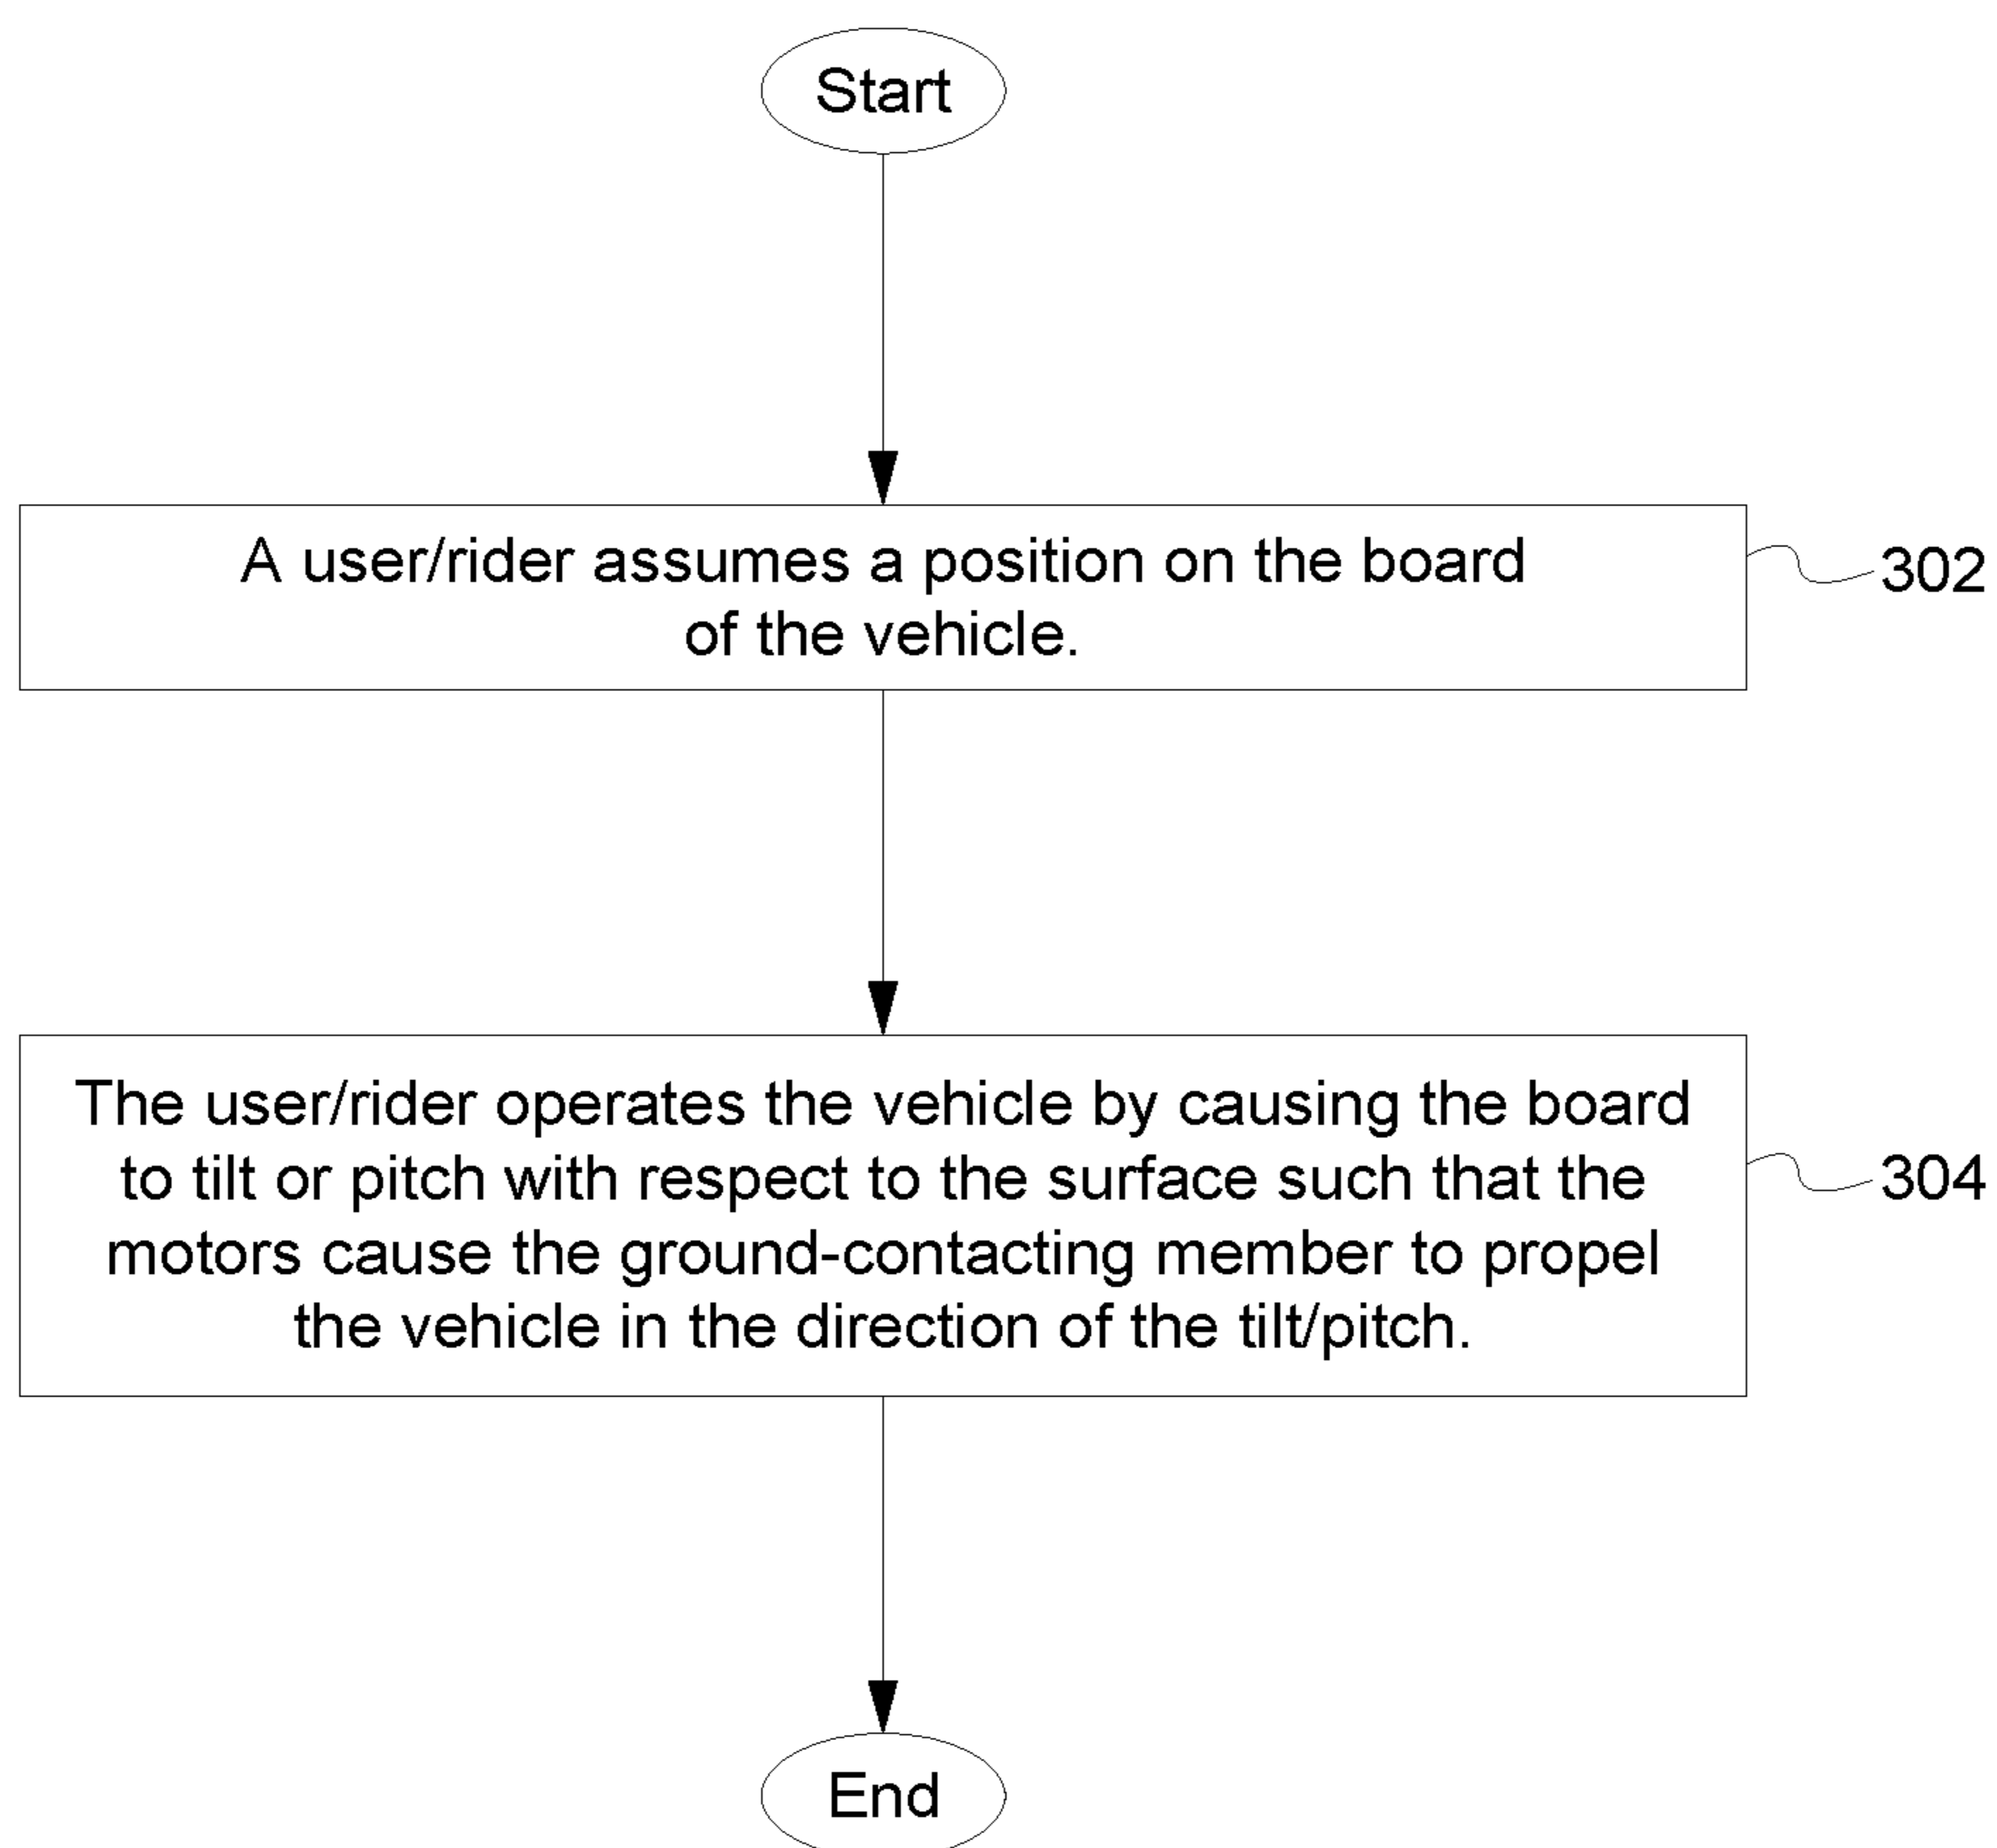 Start
A user/rider assumes a position on the board
of the vehicle.
302
The user/rider operates the vehicle by causing the board
to tilt or pitch with respect to the surface such that the
motors cause the ground-contacting member to propel
the vehicle in the direction of the tilt/pitch.
304
End